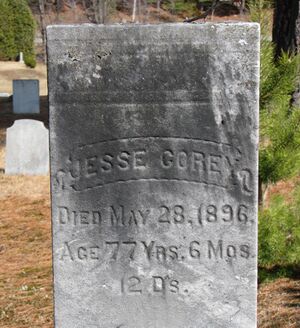 JESSE COREY
DIED MAY 28, 1896.
AGE 77 YRS. 6 MOS.
12 D's.